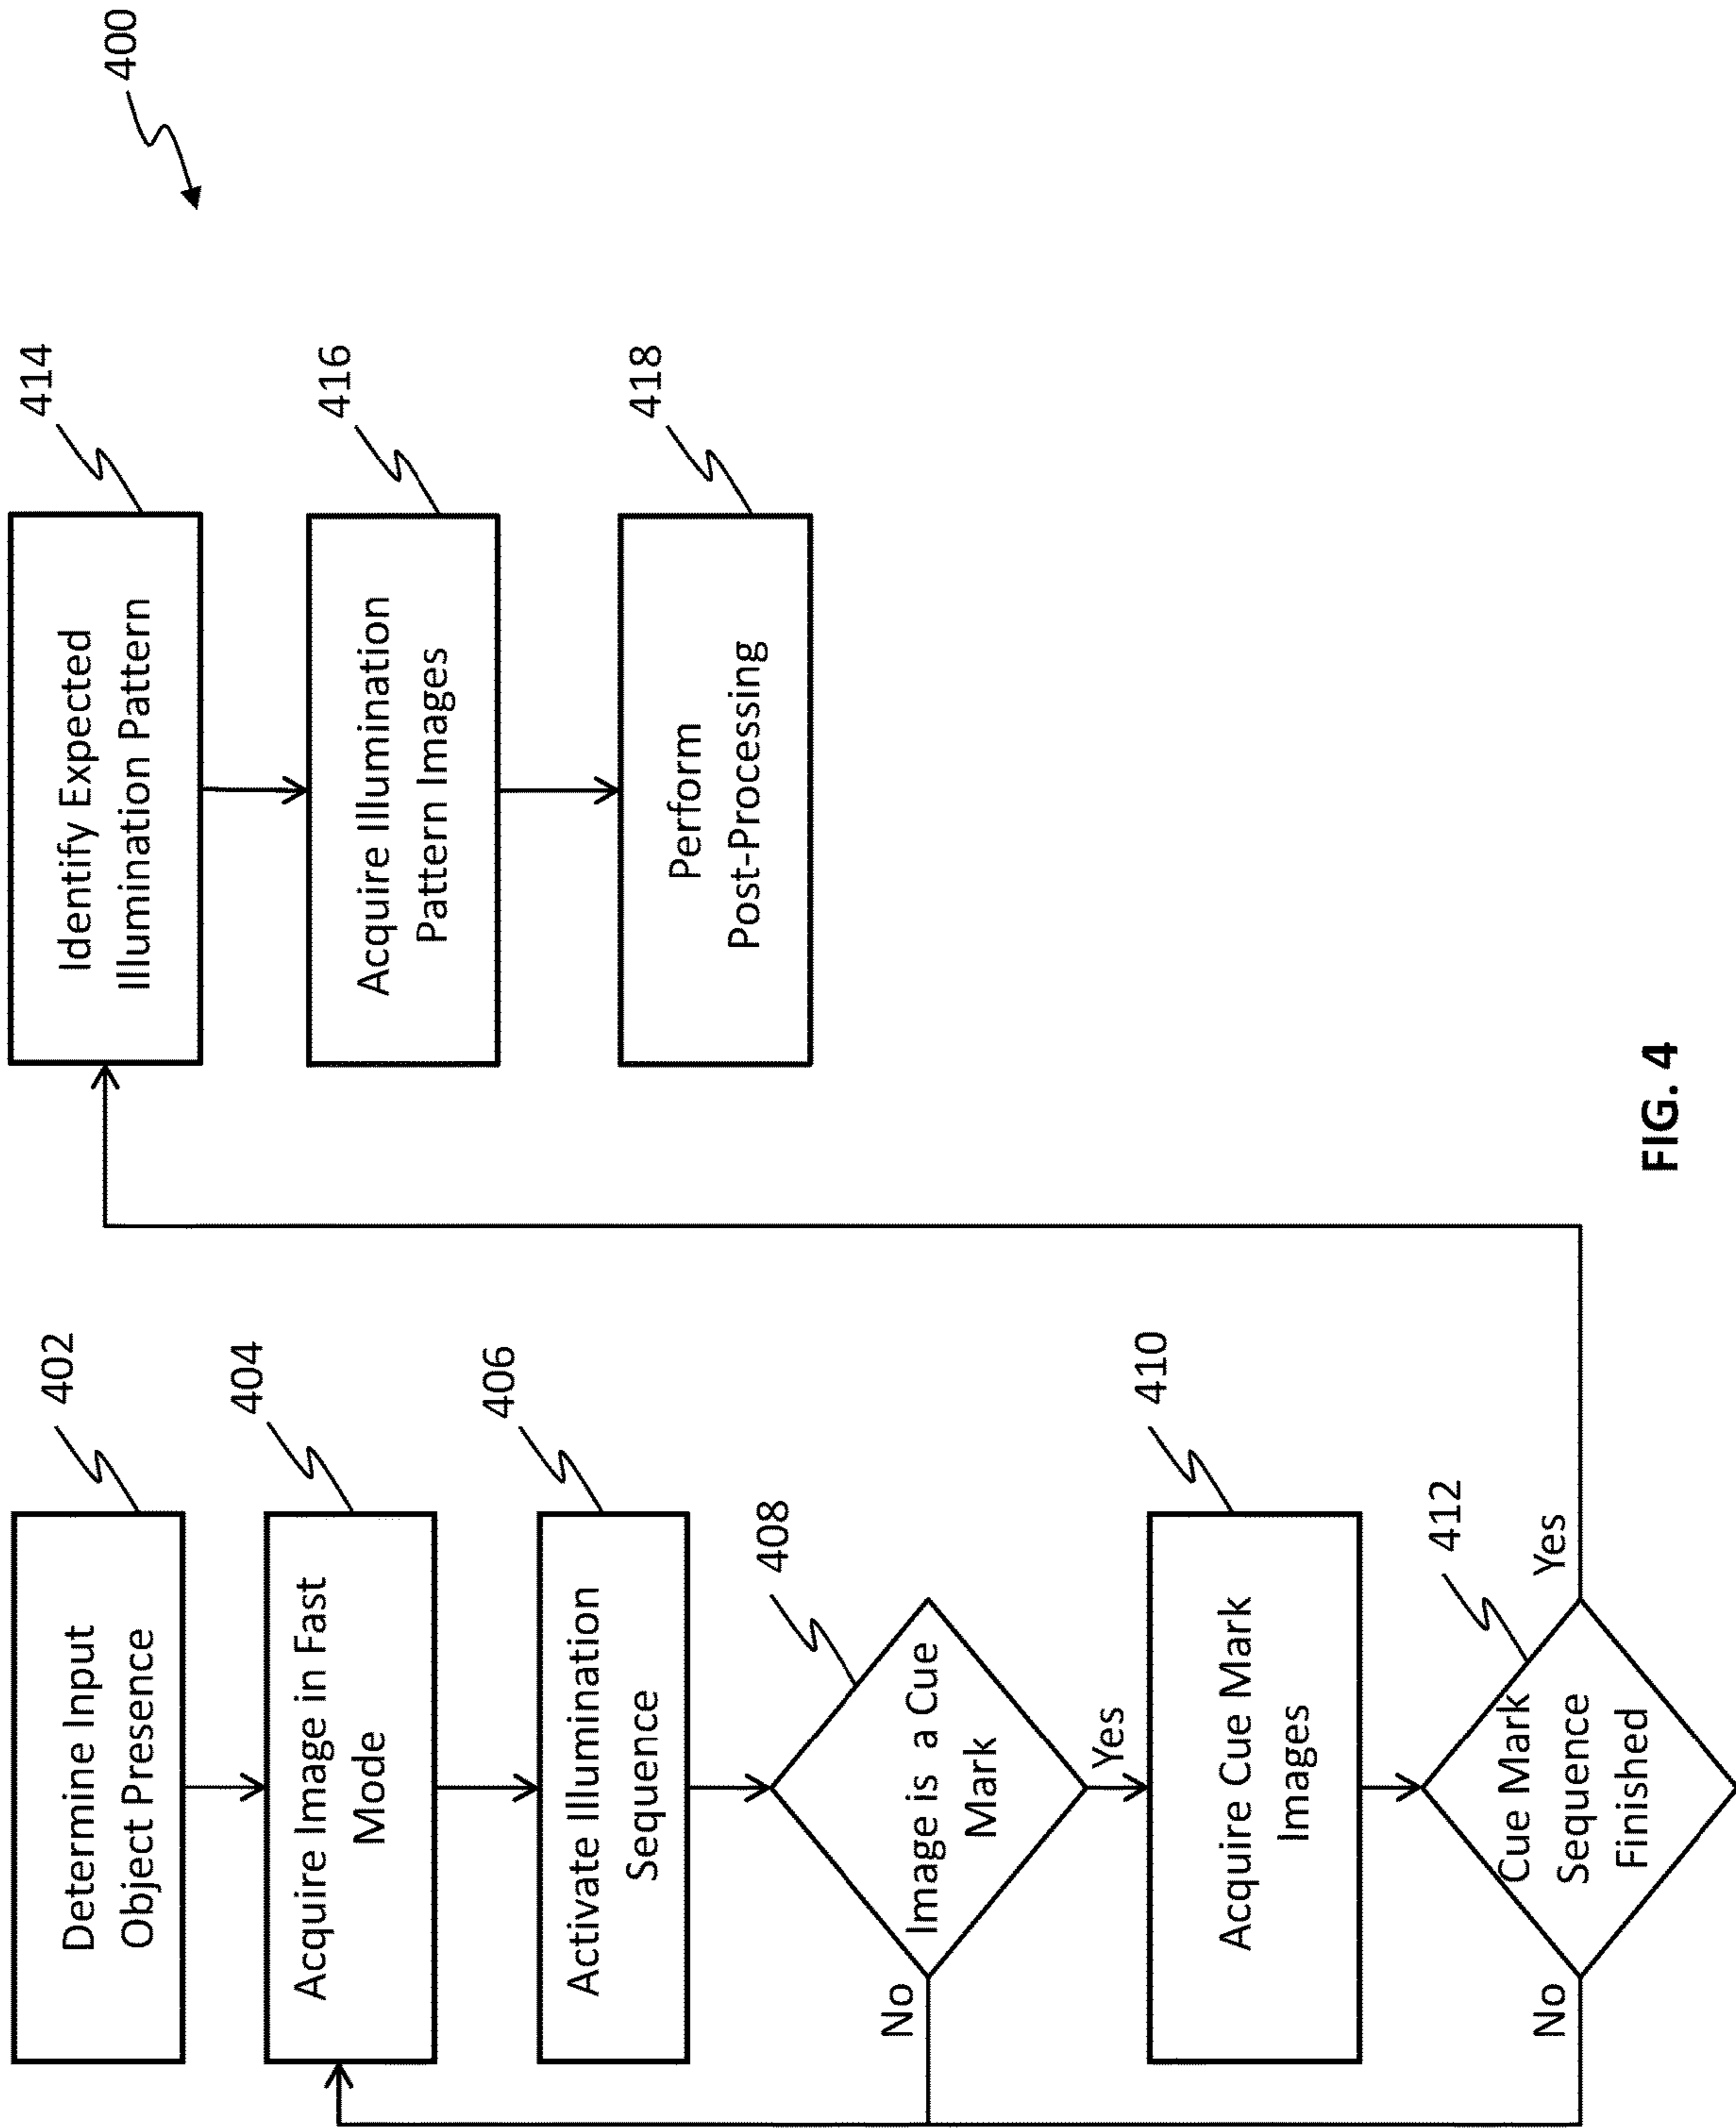 400
402
Determine Input
Object Presence
404
Acquire Image in Fast
Mode
406
Activate Illumination
Sequence
408
Image is a Cue
Mark
No
Yes
410
Acquire Cue Mark
Images
412
Cue Mark
Sequence
Finished
No
Yes
414
Identify Expected
Illumination Pattern
416
Acquire Illumination
Pattern Images
418
Perform
Post-Processing
FIG. 4